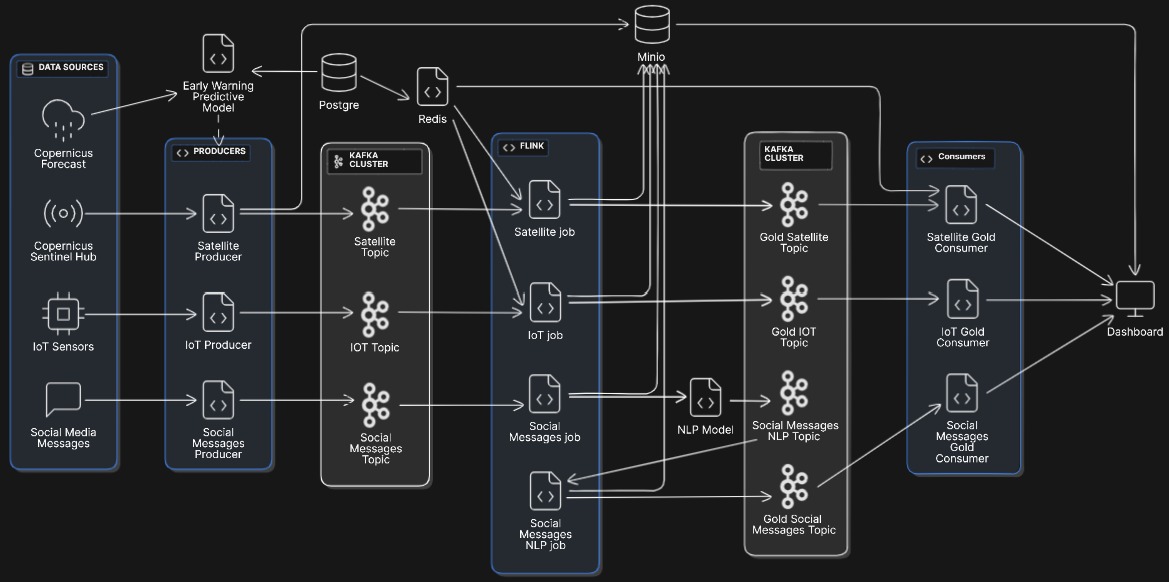 Minio
DATA SOURCES
Early Warning
Predictive
Model
Postgre
Redis
Copernicus
Forecast
PRODUCERS
KAFKA
CLUSTER
FLINK
KAFKA
CLUSTER
Consumers
Copernicus
Sentinel Hub
Satellite
Producer
Satellite
Topic
Satellite job
Gold Satellite
Topic
Satellite Gold
Consumer
IoT Sensors
IoT Producer
IOT Topic
IoT job
Gold IOT
Topic
IoT Gold
Consumer
Dashboard
Social Media
Messages
Social
Messages
Producer
Social
Messages
Topic
Social
Messages job
NLP Model
Social Messages
NLP Topic
Social
Messages
Gold
Consumer
Social
Messages
NLP job
Gold Social
Messages Topic